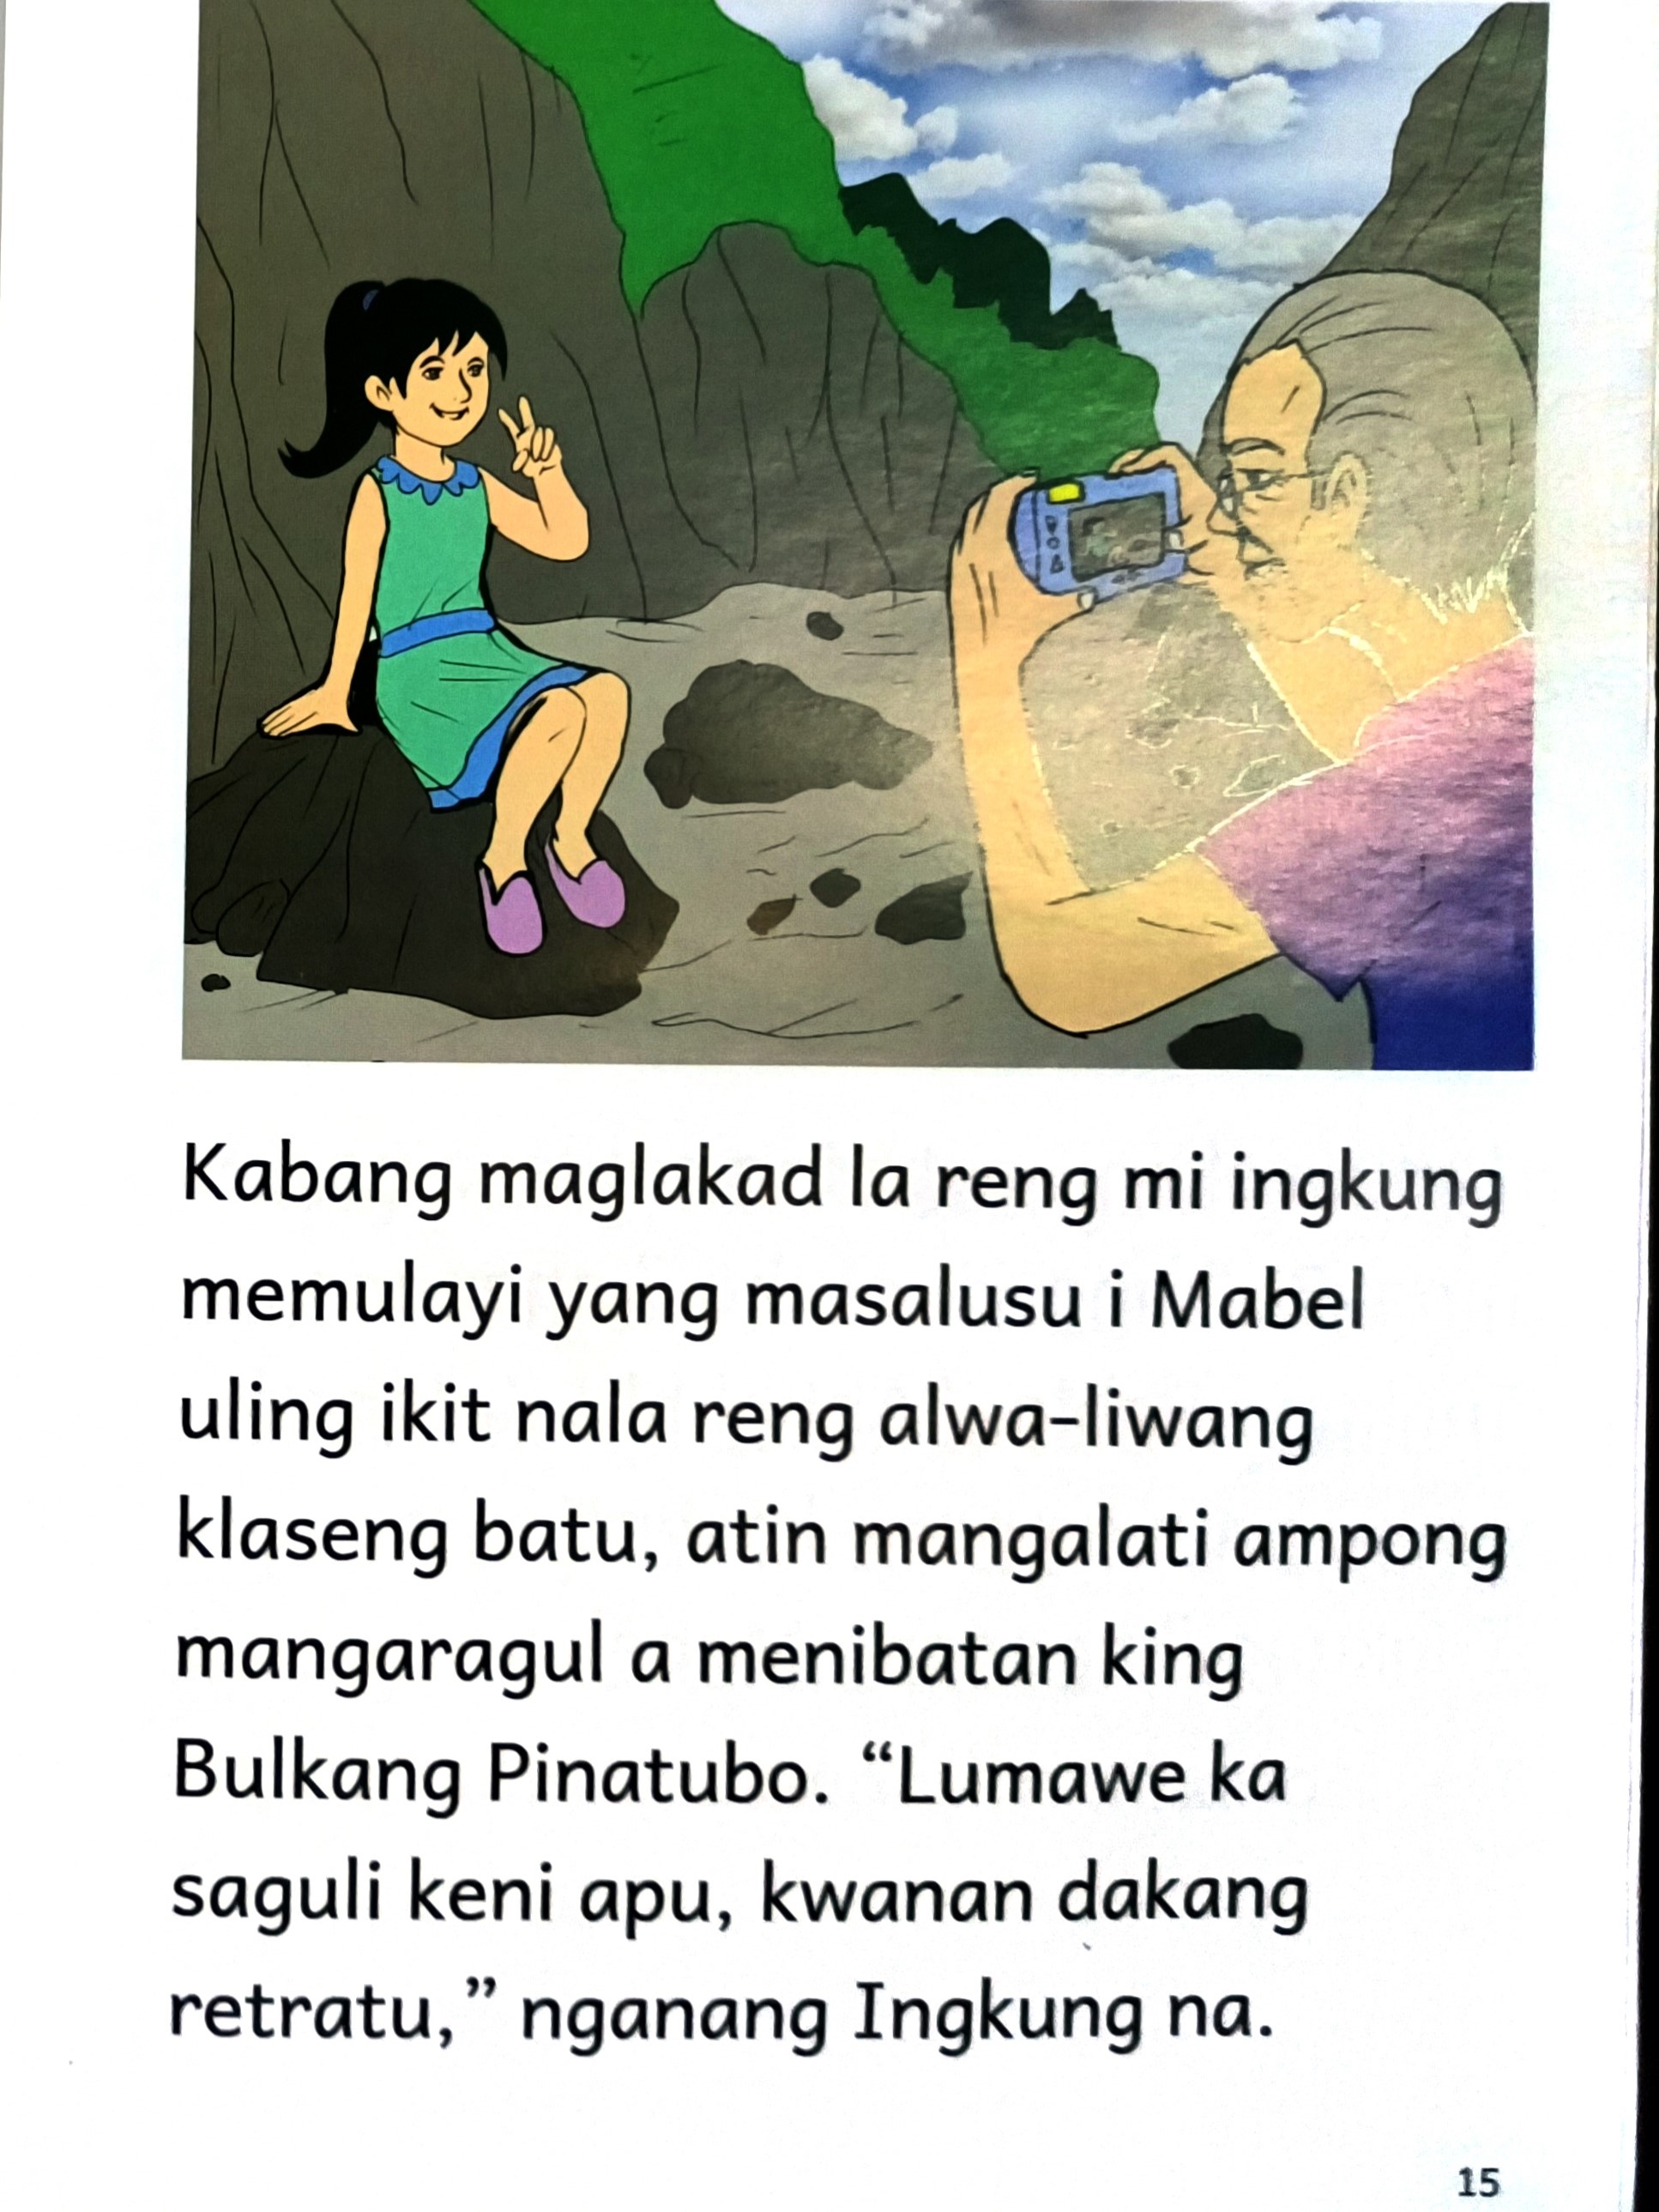 Kabang maglakad la reng mi ingkung
memulayi yang masalusu i Mabel
uling ikit nala reng alwa-liwang
klaseng batu, atin mangalati ampong
mangaragul a menibatan king
Bulkang Pinatubo. “Lumawe ka
saguli keni apu, kwanan dakang
retratu,” nganang Ingkung na.
15